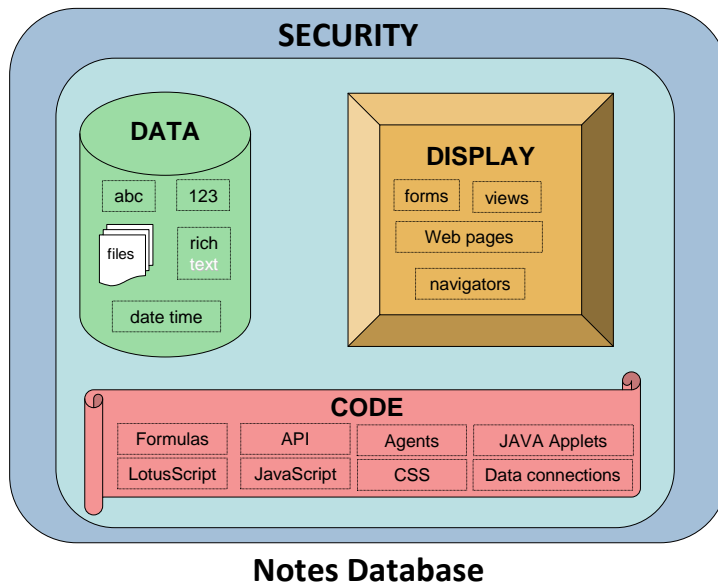 SECURITY
DATA
abc
123
files
rich
text
date time
DISPLAY
forms
views
Web pages
navigators
CODE
Formulas
API
Agents
JAVA Applets
LotusScript
JavaScript
CSS
Data connections
Notes Database